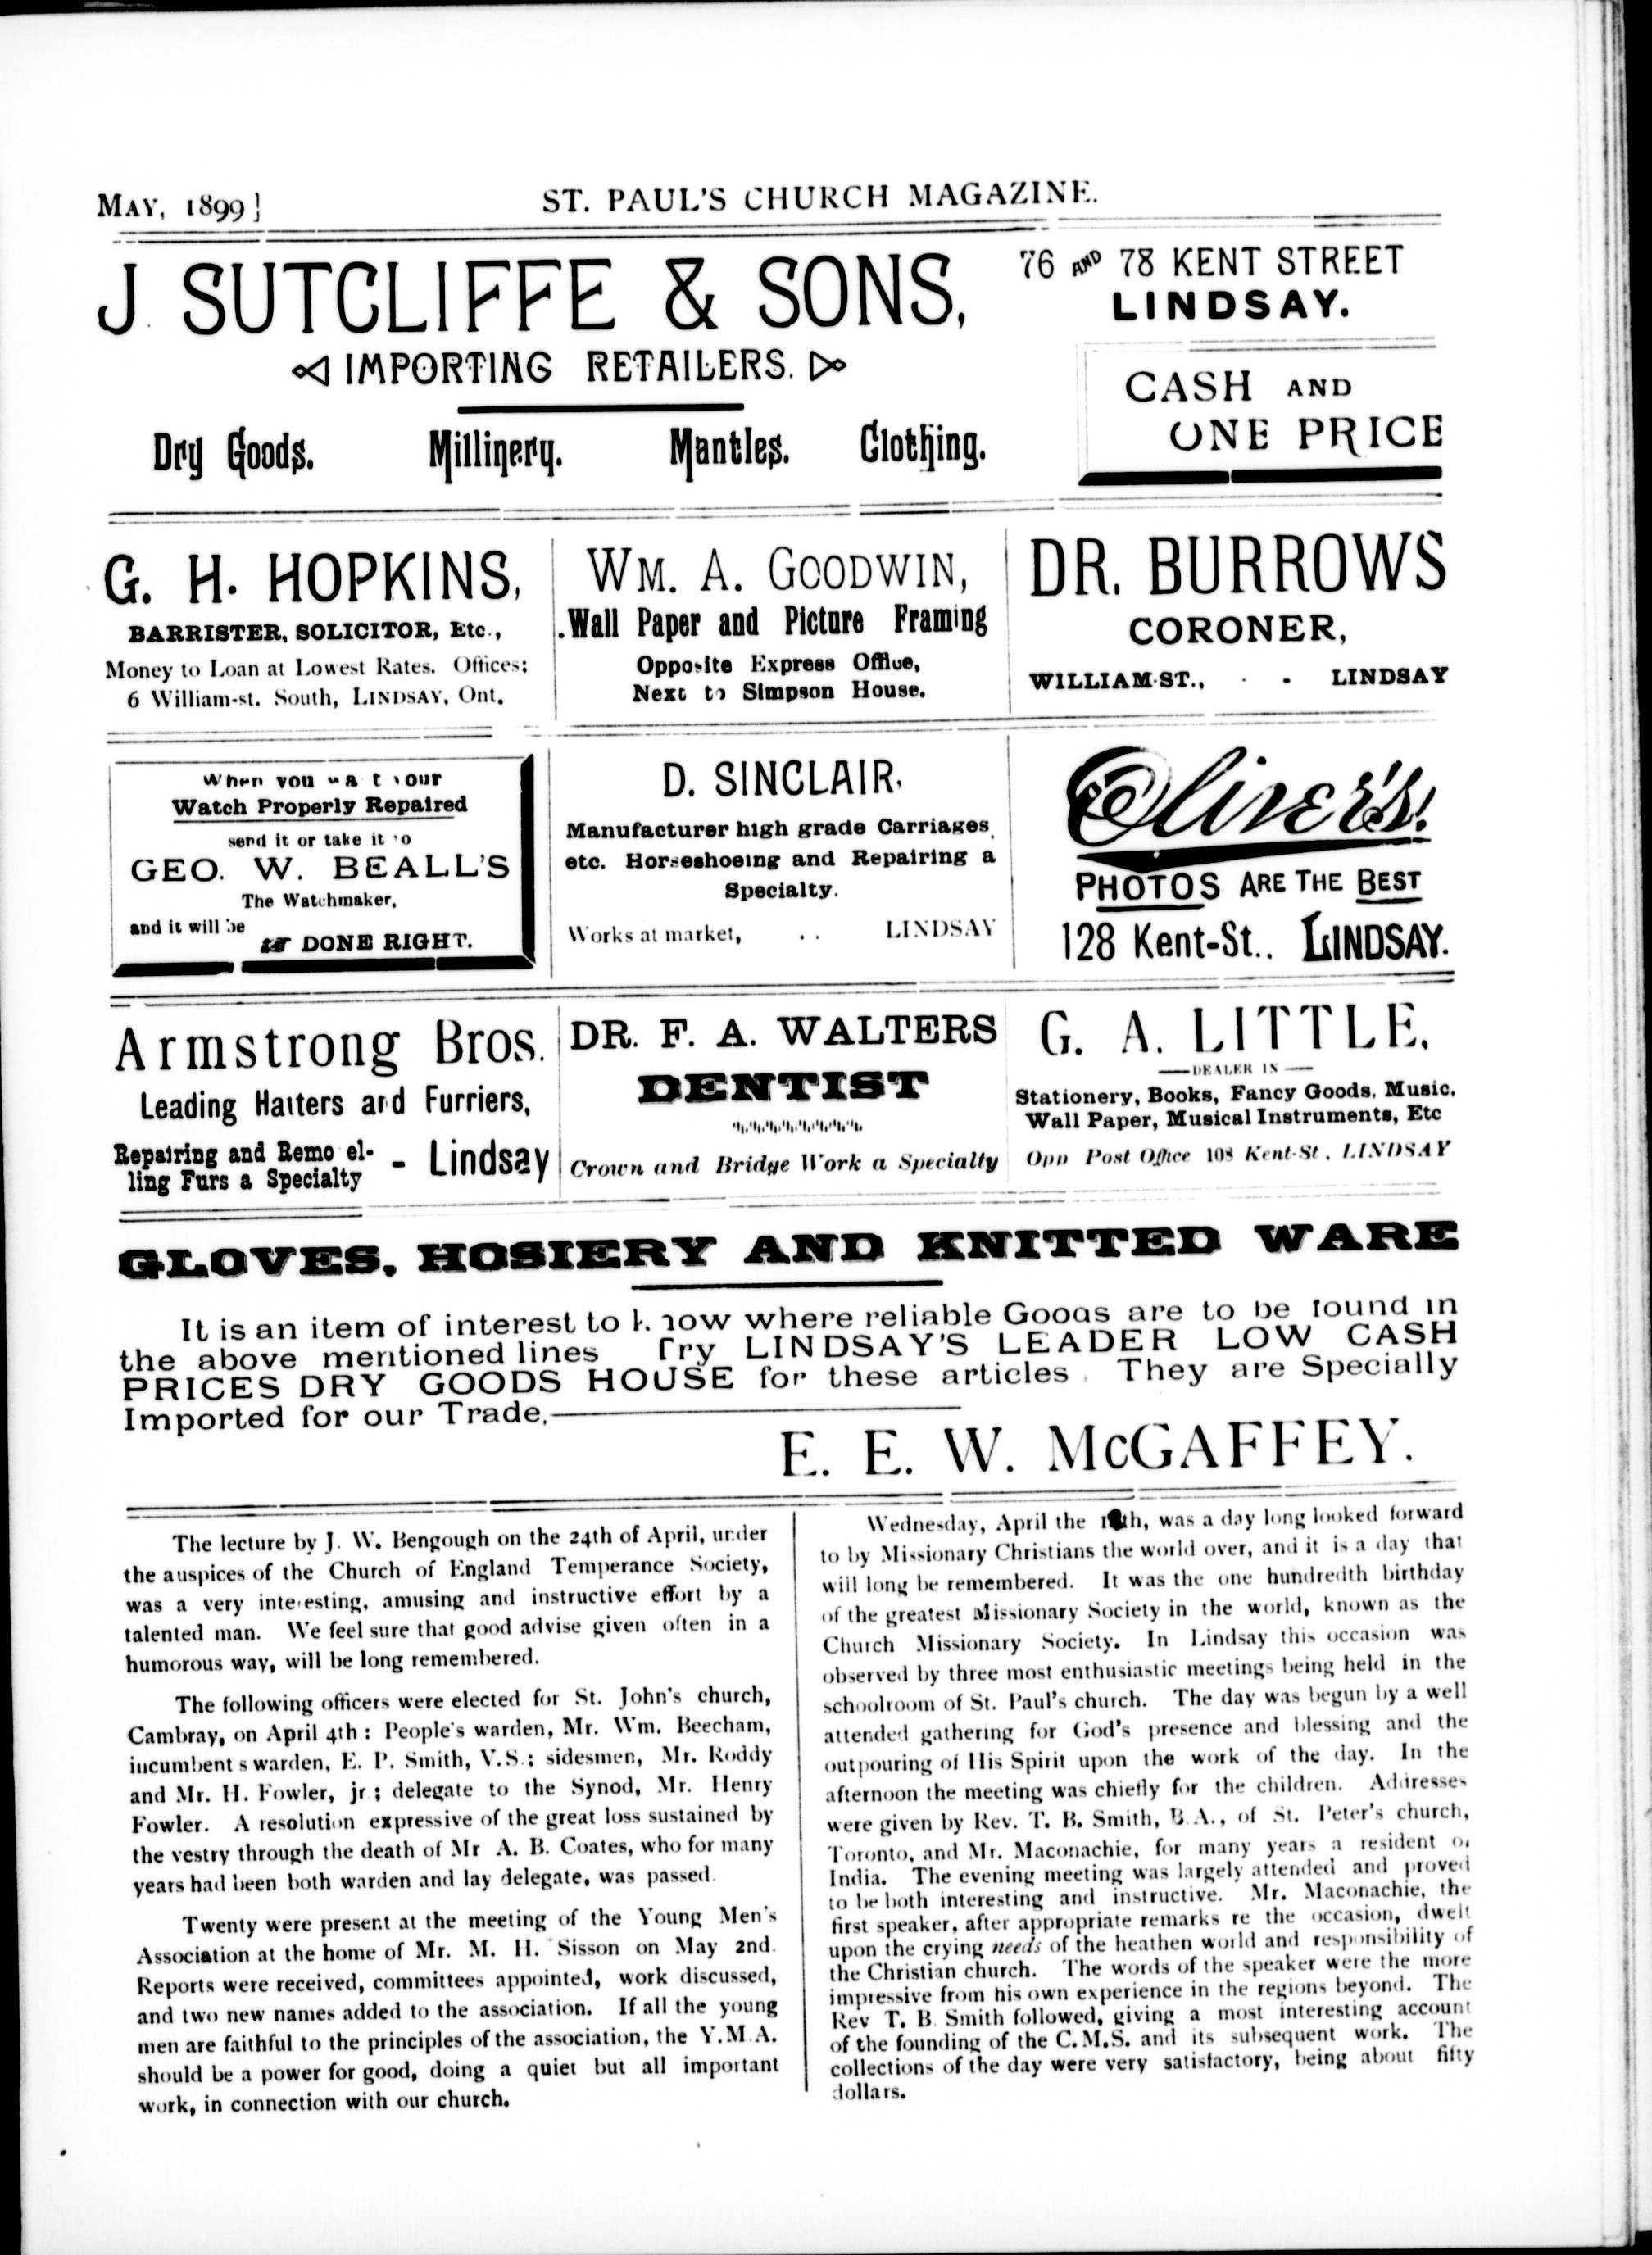 MAY, 1899]
ST. PAUL'S CHURCH MAGAZINE.
J. SUTCLIFFE & SONS,
IMPORTING RETAILERS.
Dry Goods. Millinery. Mantles. Clothing.
76 AND 78 KENT STREET
LINDSAY.
CASH AND
ONE PRICE
G. H. HOPKINS,
BARRISTER, SOLICITOR, Etc.,
Money to Loan at Lowest Rates. Offices:
6 William-st. South, LINDSAY, Ont.
WM. A. GOODWIN,
Wall Paper and Picture Framing
Opposite Express Office,
Next to Simpson House.
DR. BURROWS
CORONER,
WILLIAM-ST., - - LINDSAY
When you want your
Watch Properly Repaired
send it or take it to
GEO. W. BEALL'S
The Watchmaker,
and it will be
DONE RIGHT.
D. SINCLAIR,
Manufacturer high grade Carriages,
etc. Horseshoeing and Repairing a
Specialty.
Works at market, . . LINDSAY
Oliver's!
PHOTOS ARE THE BEST
128 Kent-St.. LINDSAY.
Armstrong Bros.
Leading Hatters and Furriers,
Repairing and Remo el-
ling Furs a Specialty
- Lindsay
DR. F. A. WALTERS
DENTIST
Crown and Bridge Work a Specialty
G. A. LITTLE,
DEALER IN
Stationery, Books, Fancy Goods, Music,
Wall Paper, Musical Instruments, Etc
Opp Post Office 108 Kent-St. LINDSAY
GLOVES, HOSIERY AND KNITTED WARE
It is an item of interest to know where reliable Goods are to be found in
the above mentioned lines Try LINDSAY'S LEADER LOW CASH
PRICES DRY GOODS HOUSE for these articles. They are Specially
Imported for our Trade,
E. E. W. McGAFFEY.
The lecture by J. W. Bengough on the 24th of April, under
the auspices of the Church of England Temperance Society,
was a very interesting, amusing and instructive effort by a
talented man. We feel sure that good advise given often in a
humorous way, will be long remembered.
The following officers were elected for St. John's church,
Cambray, on April 4th: People's warden, Mr. Wm. Beecham,
incumbent s warden, E. P. Smith, V.S.; sidesmen, Mr. Roddy
and Mr. H. Fowler, jr.; delegate to the Synod, Mr. Henry
Fowler. A resolution expressive of the great loss sustained by
the vestry through the death of Mr A. B. Coates, who for many
years had been both warden and lay delegate, was passed.
Twenty were present at the meeting of the Young Men's
Association at the home of Mr. M. H. Sisson on May 2nd.
Reports were received, committees appointed, work discussed,
and two new names added to the association. If all the young
men are faithful to the principles of the association, the Y.M.A.
should be a power for good, doing a quiet but all important
work, in connection with our church.
Wednesday, April the was a day long looked forward
to by Missionary Christians the world over, and it is a day that
will long be remembered. It was the one hundredth birthday
of the greatest Missionary Society in the world, known as the
Church Missionary Society. In Lindsay this occasion was
observed by three most enthusiastic meetings being held in the
schoolroom of St. Paul's church. The day was begun by a well
attended gathering for God's presence and blessing and the
outpouring of His Spirit upon the work of the day. In the
afternoon the meeting was chiefly for the children. Addresses
were given by Rev. T. B. Smith, B.A., of St. Peter's church,
Toronto, and Mr. Maconachie, for many years a resident of
India. The evening meeting was largely attended and proved
to be both interesting and instructive. Mr. Maconachie, the
first speaker, after appropriate remarks re the occasion, dwelt
upon the crying needs of the heathen world and responsibility of
the Christian church. The words of the speaker were the more
impressive from his own experience in the regions beyond. The
Rev T. B. Smith followed, giving a most interesting account
of the founding of the C.M.S. and its subsequent work. The
collections of the day were very satisfactory, being about fifty
dollars.